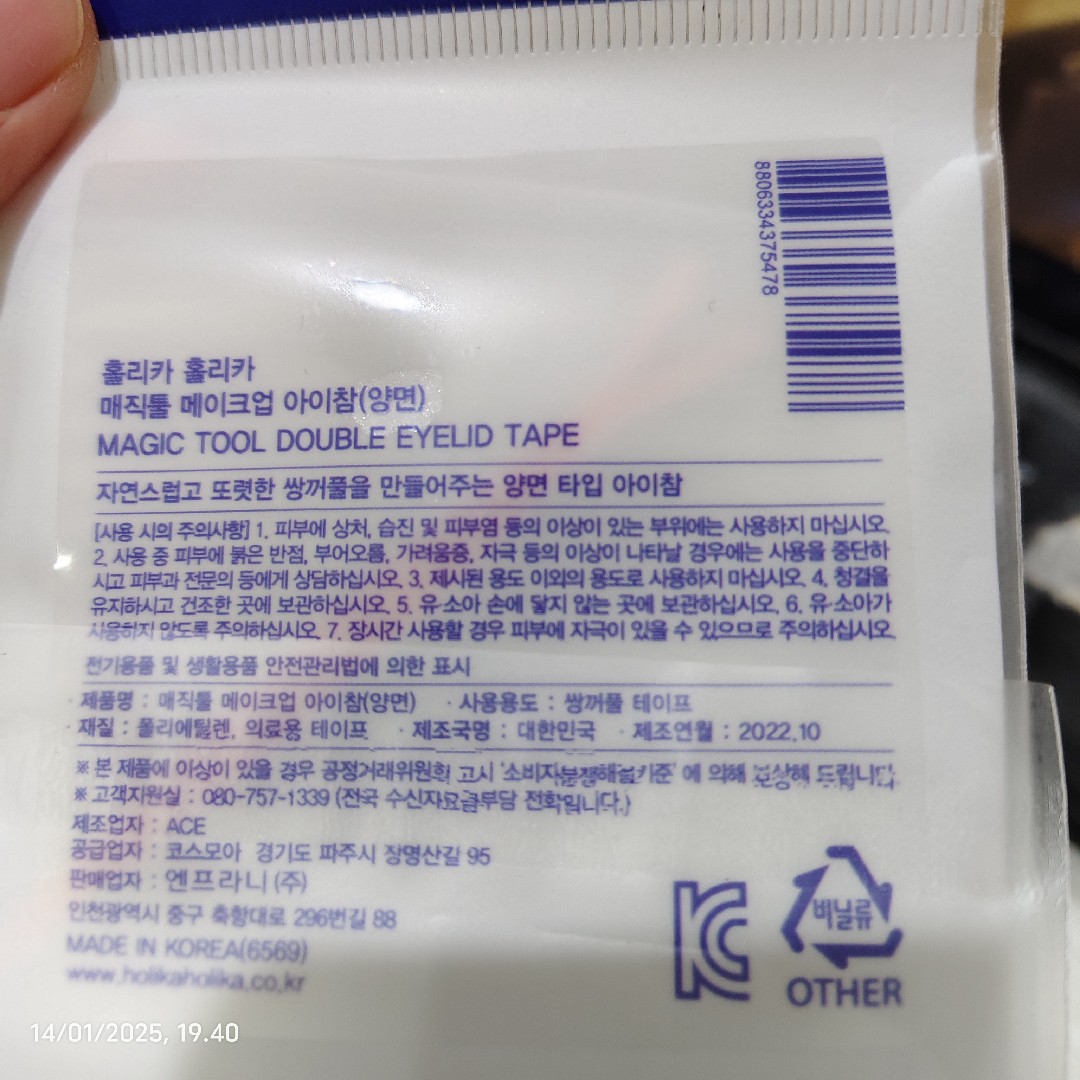 8806334375478
홀리카 홀리카
매직툴 메이크업 아이참(양면)
MAGIC TOOL DOUBLE EYELID TAPE
자연스럽고 또렷한 쌍꺼풀을 만들어주는 양면 타입 아이참
[사용 시의 주의사항] 1. 피부에 상처, 습진 및 피부염 등의 이상이 있는 부위에는 사용하지 마십시오.
2. 사용 중 피부에 붉은 반점, 부어오름, 가려움증, 자극 등의 이상이 나타날 경우에는 사용을 중단하
시고 피부과 전문의 등에게 상담하십시오. 3. 제시된 용도 이외의 용도로 사용하지 마십시오. 4. 청결을
유지하시고 건조한 곳에 보관하십시오. 5. 유·소아 손에 닿지 않는 곳에 보관하십시오. 6. 유·소아가
사용하지 않도록 주의하십시오. 7. 장시간 사용할 경우 피부에 자극이 있을 수 있으므로 주의하십시오.
전기용품 및 생활용품 안전관리법에 의한 표시
· 제품명 : 매직툴 메이크업 아이참(양면) · 사용용도 : 쌍꺼풀 테이프
· 재질 : 폴리에틸렌, 의료용 테이프 · 제조국명 : 대한민국 · 제조연월 : 2022.10
※ 본 제품에 이상이 있을 경우 공정거래위원회 고시 '소비자분쟁해결기준' 에 의해 보상해 드립니다.
※ 고객지원실 : 080-757-1339 (전국 수신자요금부담 전화입니다.)
제조업자 : ACE
공급업자 : 코스모아 경기도 파주시 장명산길 95
판매업자 : 엔프라니 (주)
인천광역시 중구 축항대로 296번길 88
MADE IN KOREA(6569)
www.holikaholika.co.kr
비닐류
OTHER
14/01/2025, 19.40